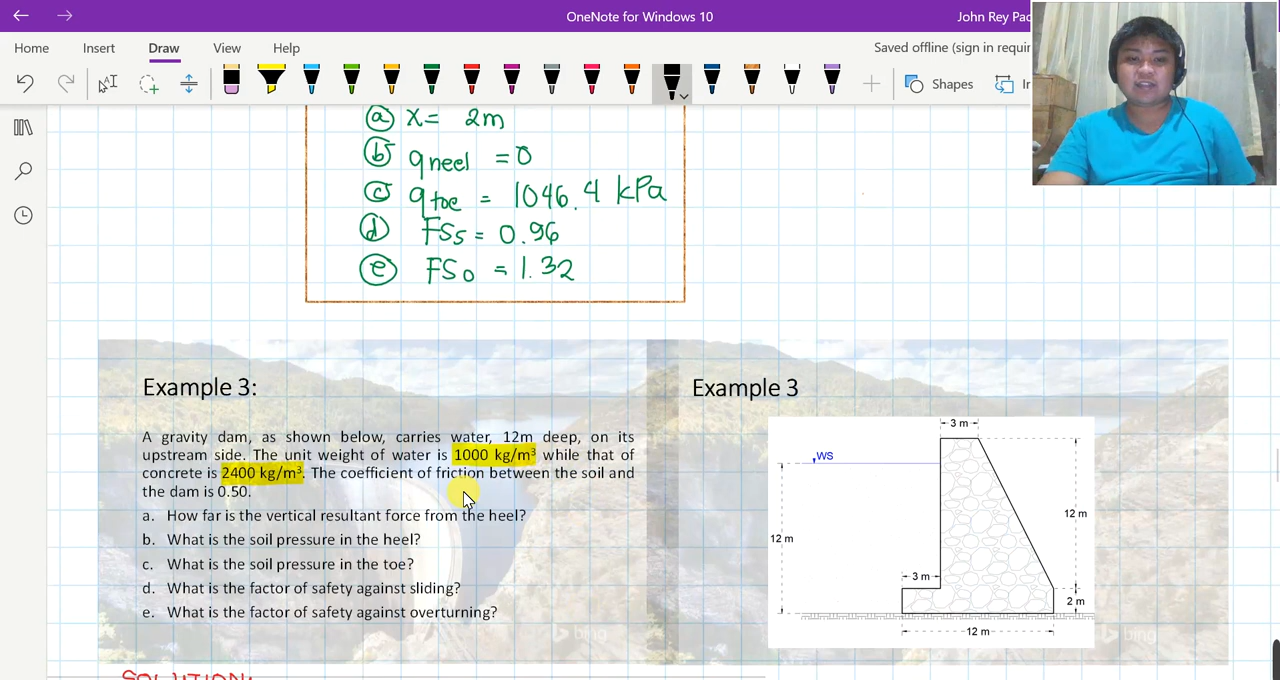 OneNote for Windows 10
John Rey
Home Insert Draw View Help
Saved offline (sign in requir
Shapes
In
ⓐ x = 2m
ⓑ qheel = 0
ⓒ qtoe = 1046.4 kPa
ⓓ FSs = 0.96
ⓔ FSo = 1.32
Example 3:
A gravity dam, as shown below, carries water, 12m deep, on its
upstream side. The unit weight of water is 1000 kg/m³ while that of
concrete is 2400 kg/m³. The coefficient of friction between the soil and
the dam is 0.50.
a. How far is the vertical resultant force from the heel?
b. What is the soil pressure in the heel?
c. What is the soil pressure in the toe?
d. What is the factor of safety against sliding?
e. What is the factor of safety against overturning?
bing
Example 3
3 m
WS
12 m
12 m
3 m
2 m
12 m
bing
SOLUTION: